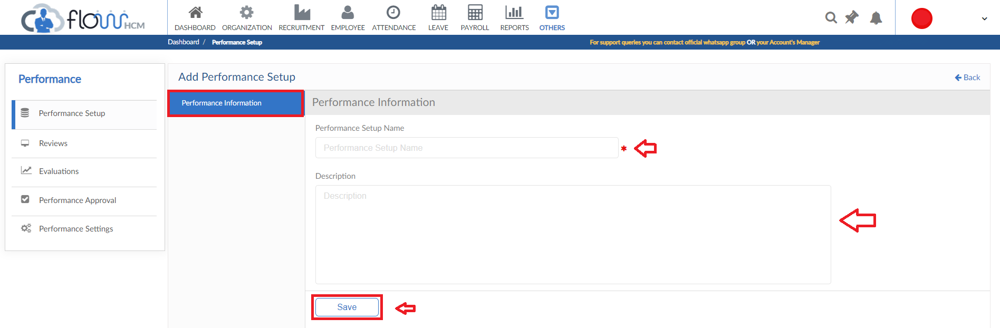 flowHCM
DASHBOARD ORGANIZATION RECRUITMENT EMPLOYEE ATTENDANCE LEAVE PAYROLL REPORTS OTHERS
Dashboard / Performance Setup
For support queries you can contact official whatsapp group OR your Account's Manager
Performance
Performance Setup
Reviews
Evaluations
Performance Approval
Performance Settings
Add Performance Setup
Back
Performance Information
Performance Information
Performance Setup Name
Performance Setup Name *
Description
Description
Save